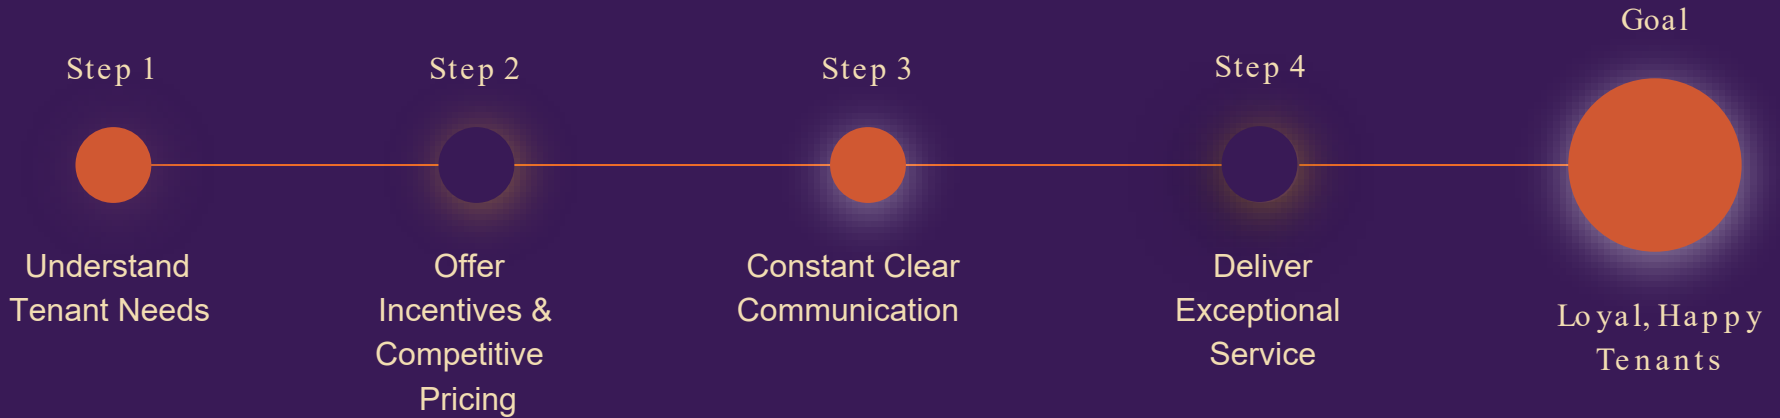 Step 1
Understand
Tenant Needs
Step 2
Offer
Incentives &
Competitive
Pricing
Step 3
Constant Clear
Communication
Step 4
Deliver
Exceptional
Service
Goal
Loyal, Happy
Tenants